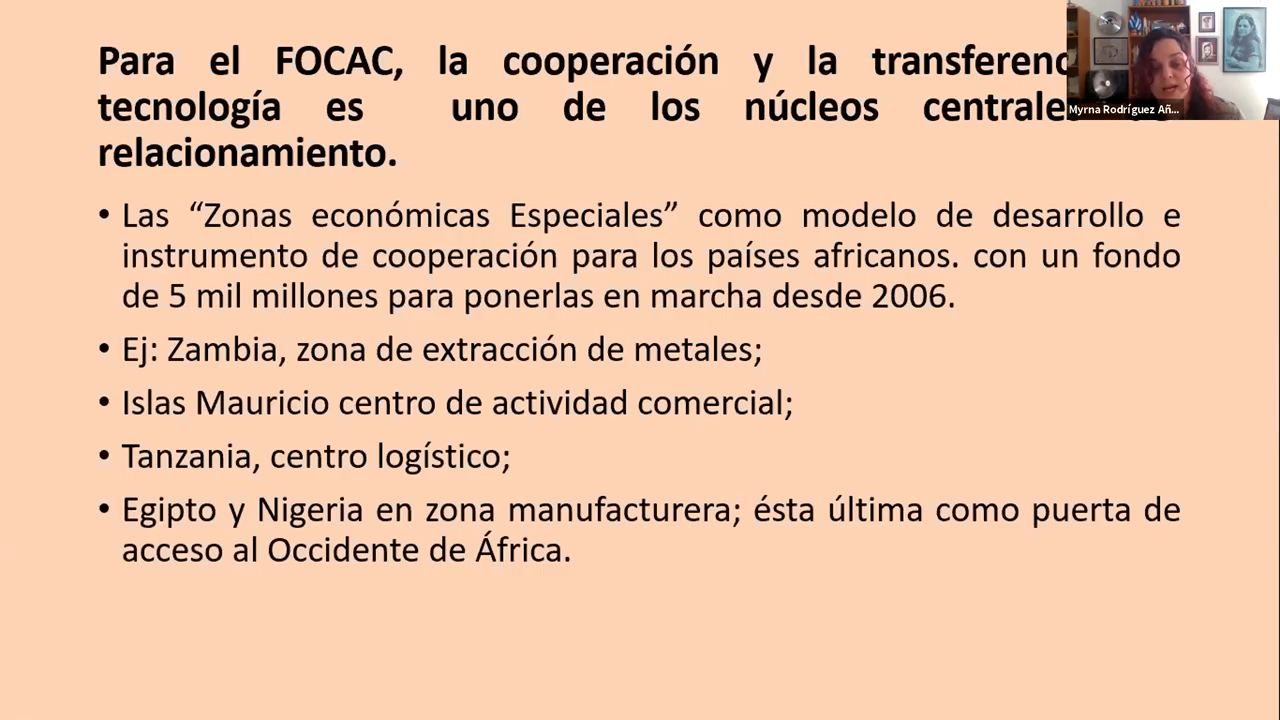 Para el FOCAC, la cooperación y la
tecnología es uno de los núcleos
relacionamiento.
• Las “Zonas económicas Especiales” como modelo de desarrollo e
instrumento de cooperación para los países africanos. con un fondo
de 5 mil millones para ponerlas en marcha desde 2006.
• Ej: Zambia, zona de extracción de metales;
• Islas Mauricio centro de actividad comercial;
• Tanzania, centro logístico;
• Egipto y Nigeria en zona manufacturera; ésta última como puerta de
acceso al Occidente de África.
Myrna Rodríguez Añ...